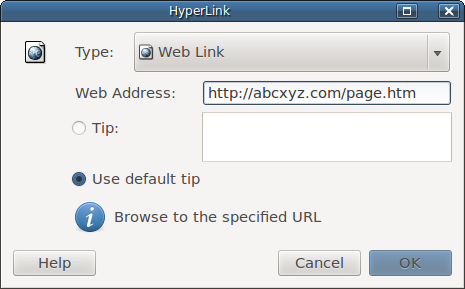 HyperLink
Type: Web Link
Web Address: http://abcxyz.com/page.htm
Tip:
Use default tip
Browse to the specified URL
Help Cancel OK